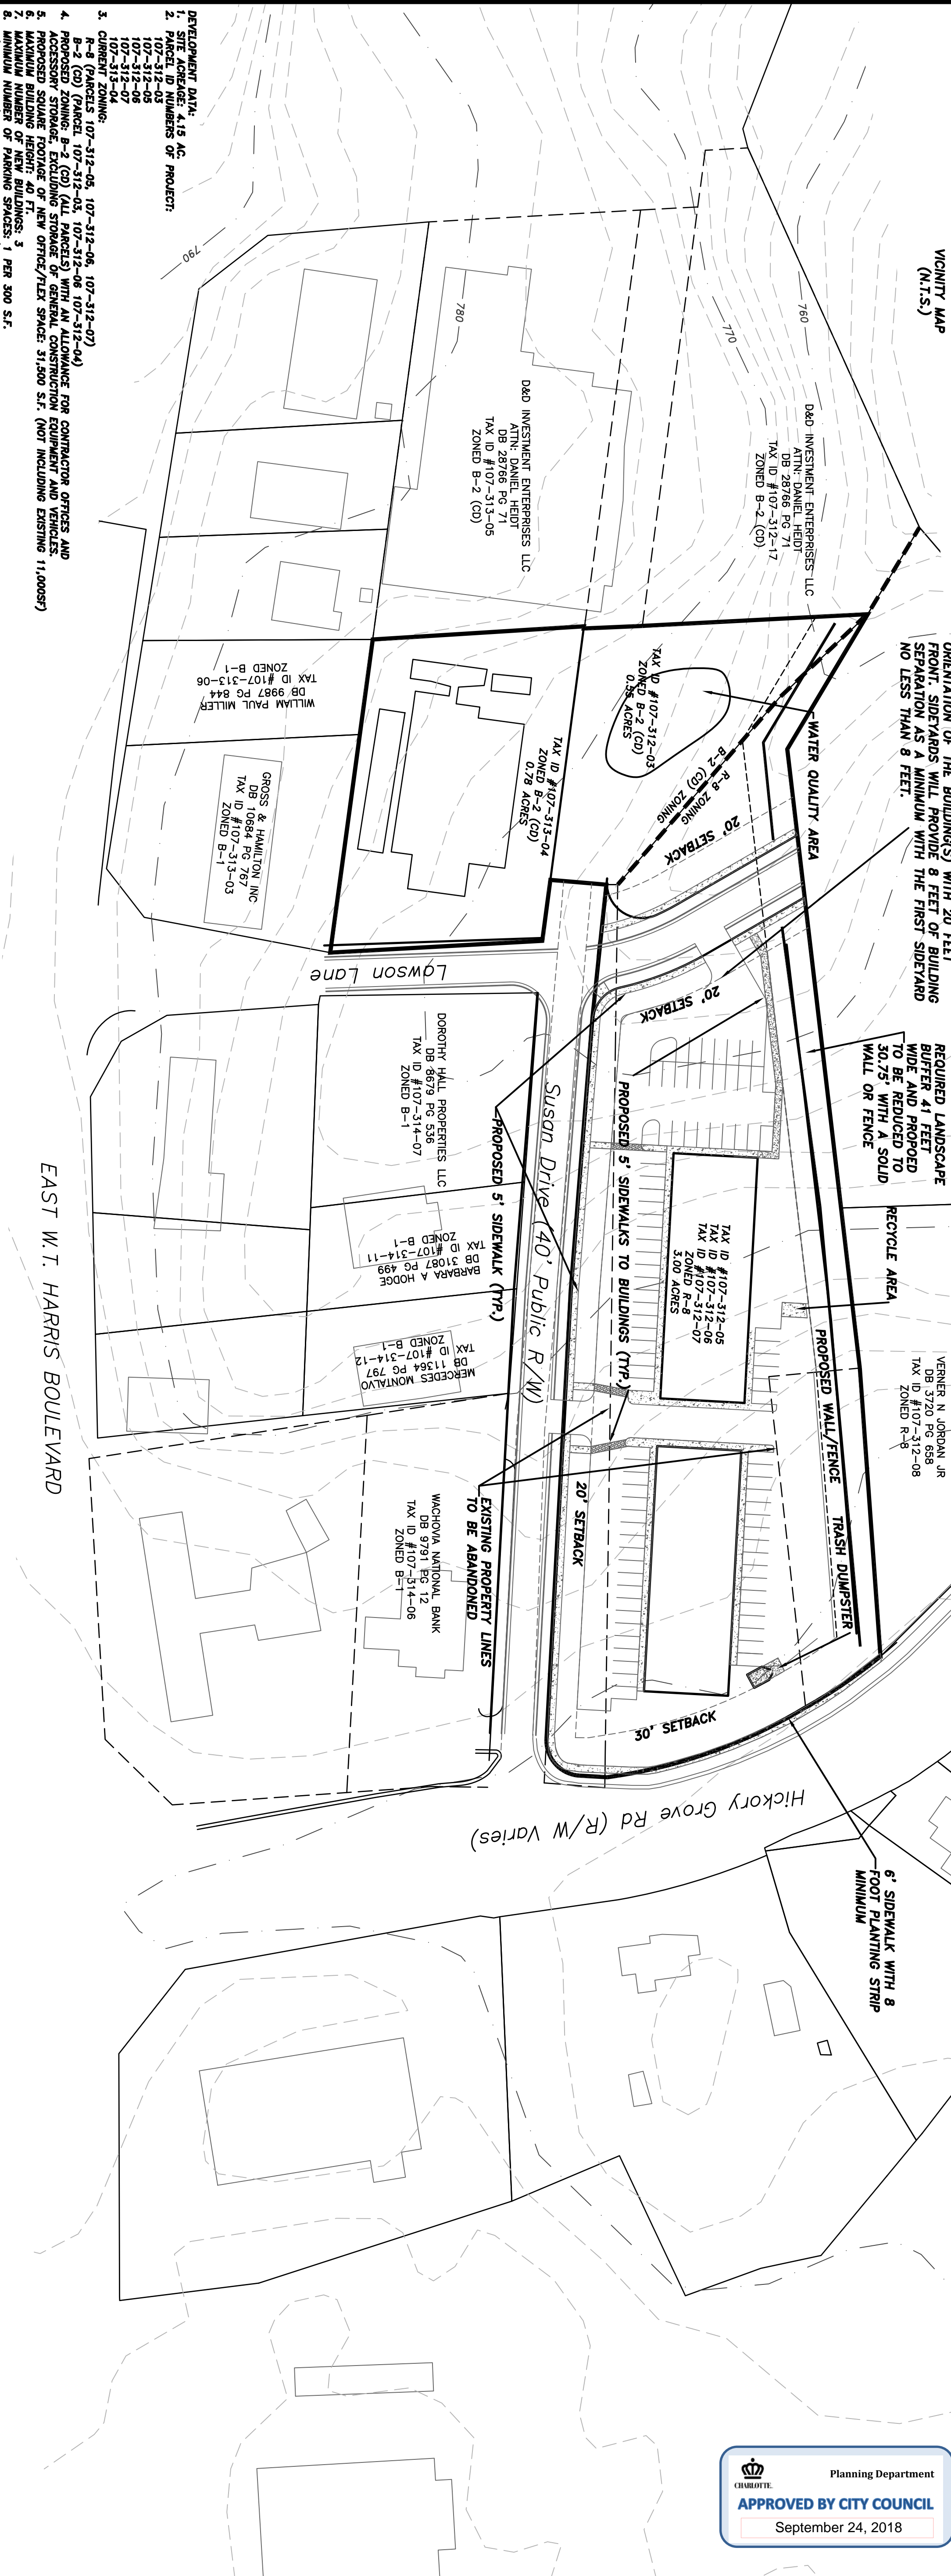 VICINITY MAP
(N.T.S.)
ORIENTATION OF THE BUILDING(S) WITH 20 FEET
FRONT. SIDEYARDS WILL PROVIDE 8 FEET OF BUILDING
SEPARATION AS A MINIMUM WITH THE FIRST SIDEYARD
NO LESS THAN 8 FEET.
REQUIRED LANDSCAPE
BUFFER 41 FEET
WIDE AND PROPOED
TO BE REDUCED TO
30.75' WITH A SOLID
WALL OR FENCE
RECYCLE AREA
VERNER N JORDAN JR
DB 3720 PG 658
TAX ID #107-312-08
ZONED R-8
WATER QUALITY AREA
PROPOSED WALL/FENCE
TRASH DUMPSTER
6' SIDEWALK WITH 8
FOOT PLANTING STRIP
MINIMUM
760
770
780
790
D&D INVESTMENT ENTERPRISES LLC
ATTN: DANIEL HEIDT
DB 28766 PG 71
TAX ID #107-312-17
ZONED B-2 (CD)
D&D INVESTMENT ENTERPRISES LLC
ATTN: DANIEL HEIDT
DB 28766 PG 71
TAX ID #107-313-05
ZONED B-2 (CD)
TAX ID #107-312-03
ZONED B-2 (CD)
0.55 ACRES
R-8 ZONING
B-2 (CD) ZONING
20' SETBACK
20' SETBACK
TAX ID #107-313-04
ZONED B-2 (CD)
0.78 ACRES
TAX ID #107-312-05
TAX ID #107-312-06
TAX ID #107-312-07
ZONED R-8
3.00 ACRES
PROPOSED 5' SIDEWALKS TO BUILDINGS (TYP.)
20' SETBACK
30' SETBACK
Susan Drive (40' Public R/W)
Hickory Grove Rd (R/W Varies)
PROPOSED 5' SIDEWALK (TYP.)
EXISTING PROPERTY LINES
TO BE ABANDONED
Lawson Lane
WILLIAM PAUL MILLER
DB 9987 PG 844
TAX ID #107-313-06
ZONED B-1
GROSS & HAMILTON INC
DB 10684 PG 767
TAX ID #107-313-03
ZONED B-1
DOROTHY HALL PROPERTIES LLC
DB 8679 PG 536
TAX ID #107-314-07
ZONED B-1
BARBARA A HODGE
DB 31087 PG 499
TAX ID #107-314-11
ZONED B-1
MERCEDES MONTALVO
DB 11364 PG 797
TAX ID #107-314-12
ZONED B-1
WACHOVIA NATIONAL BANK
DB 9791 PG 12
TAX ID #107-314-06
ZONED B-1
EAST W.T. HARRIS BOULEVARD
DEVELOPMENT DATA:
1. SITE ACREAGE: 4.15 AC.
2. PARCEL ID NUMBERS OF PROJECT:
107-312-03
107-312-05
107-312-06
107-312-07
107-313-04
3. CURRENT ZONING:
R-8 (PARCELS 107-312-05, 107-312-06, 107-312-07)
B-2 (CD) (PARCEL 107-312-03, 107-312-06 107-312-04)
4. PROPOSED ZONING: B-2 (CD) (ALL PARCELS) WITH AN ALLOWANCE FOR CONTRACTOR OFFICES AND
ACCESSORY STORAGE, EXCLUDING STORAGE OF GENERAL CONSTRUCTION EQUIPMENT AND VEHICLES.
5. PROPOSED SQUARE FOOTAGE OF NEW OFFICE/FLEX SPACE: 31,500 S.F. (NOT INCLUDING EXISTING 11,000SF)
6. MAXIMUM BUILDING HEIGHT: 40 FT.
7. MAXIMUM NUMBER OF NEW BUILDINGS: 3
8. MINIMUM NUMBER OF PARKING SPACES: 1 PER 300 S.F.
CHARLOTTE.
Planning Department
APPROVED BY CITY COUNCIL
September 24, 2018